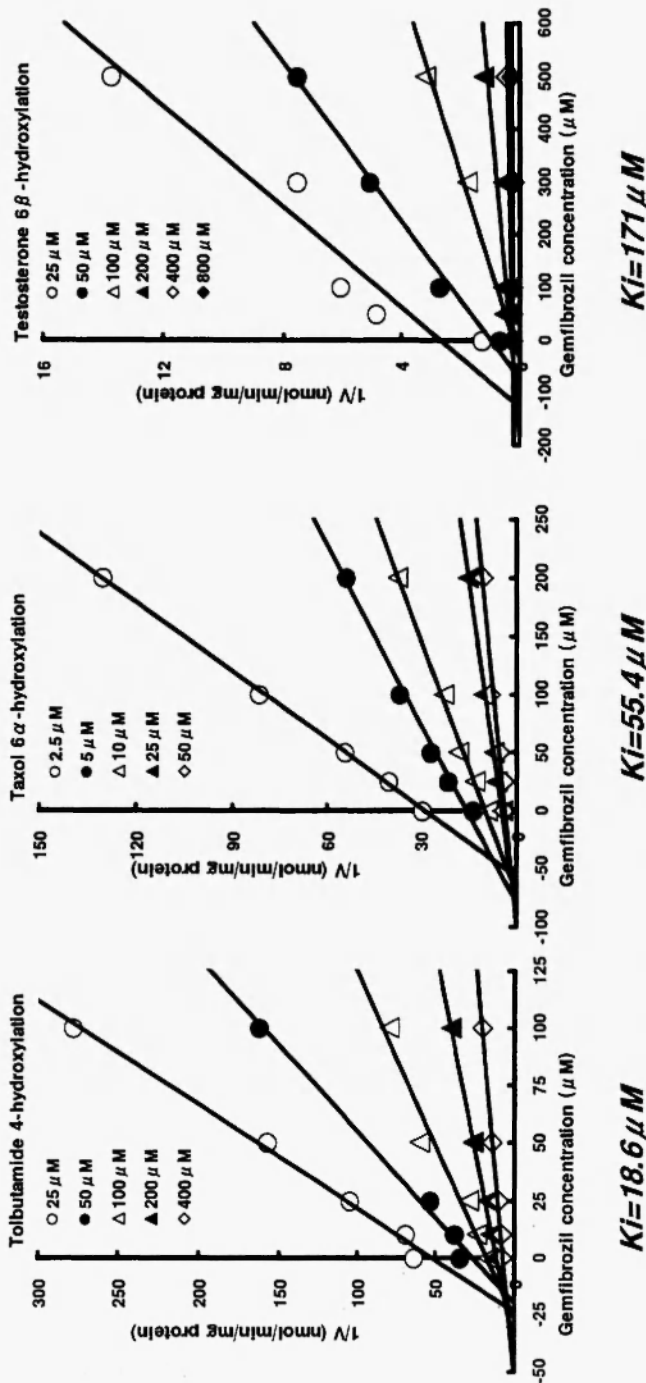 Tolbutamide 4-hydroxylation
1/V (nmol/min/mg protein)
300
250
200
150
100
50
0
○ 25 μM
● 50 μM
△ 100 μM
▲ 200 μM
◇ 400 μM
-50 -25 0 25 50 75 100 125
Gemfibrozil concentration (μM)
Ki=18.6 μM
Taxol 6α-hydroxylation
1/V (nmol/min/mg protein)
150
120
90
60
30
0
○ 2.5 μM
● 5 μM
△ 10 μM
▲ 25 μM
◇ 50 μM
-100 -50 0 50 100 150 200 250
Gemfibrozil concentration (μM)
Ki=55.4 μM
Testosterone 6β-hydroxylation
1/V (nmol/min/mg protein)
16
12
8
4
0
○ 25 μM
● 50 μM
△ 100 μM
▲ 200 μM
◇ 400 μM
◆ 800 μM
-200 -100 0 100 200 300 400 500 600
Gemfibrozil concentration (μM)
Ki=171 μM